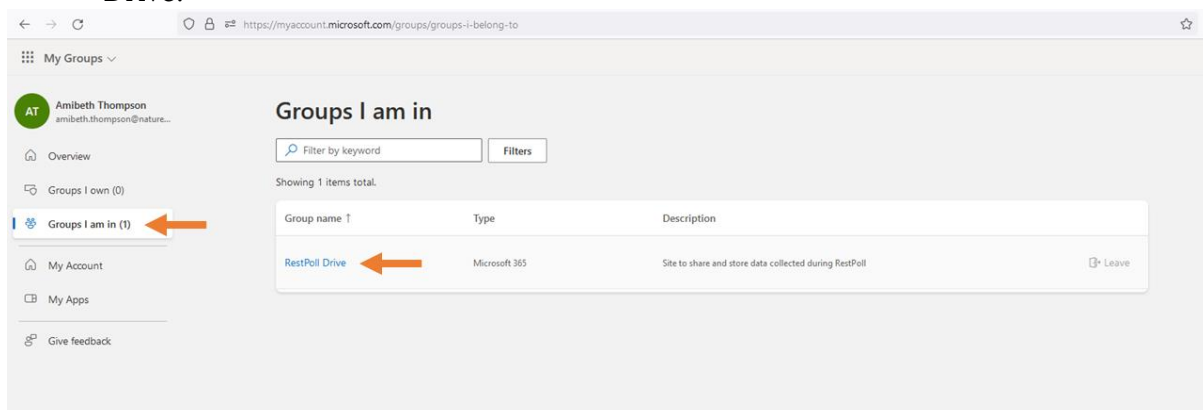 Drive.
https://myaccount.microsoft.com/groups/groups-i-belong-to
My Groups
AT
Amibeth Thompson
amibeth.thompson@nature...
Overview
Groups I own (0)
Groups I am in (1)
My Account
My Apps
Give feedback
Groups I am in
Filter by keyword
Filters
Showing 1 items total.
Group name ↑ Type Description
RestPoll Drive Microsoft 365 Site to share and store data collected during RestPoll Leave